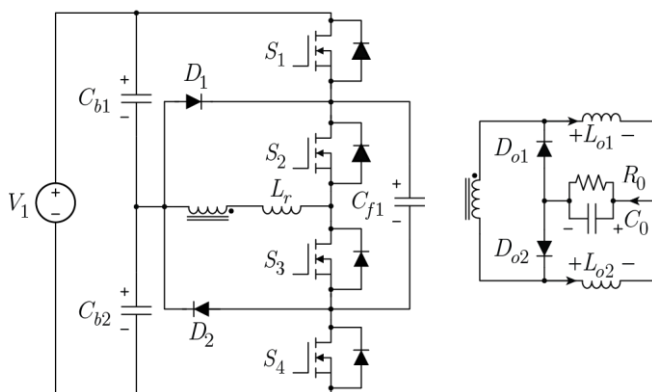 S1
D1
+
Cb1
−
S2
+
Lr
Cf1
−
V1
+
−
S3
+
Cb2
−
D2
S4
+Lo1−
Do1
R0
− + C0
Do2
+Lo2−